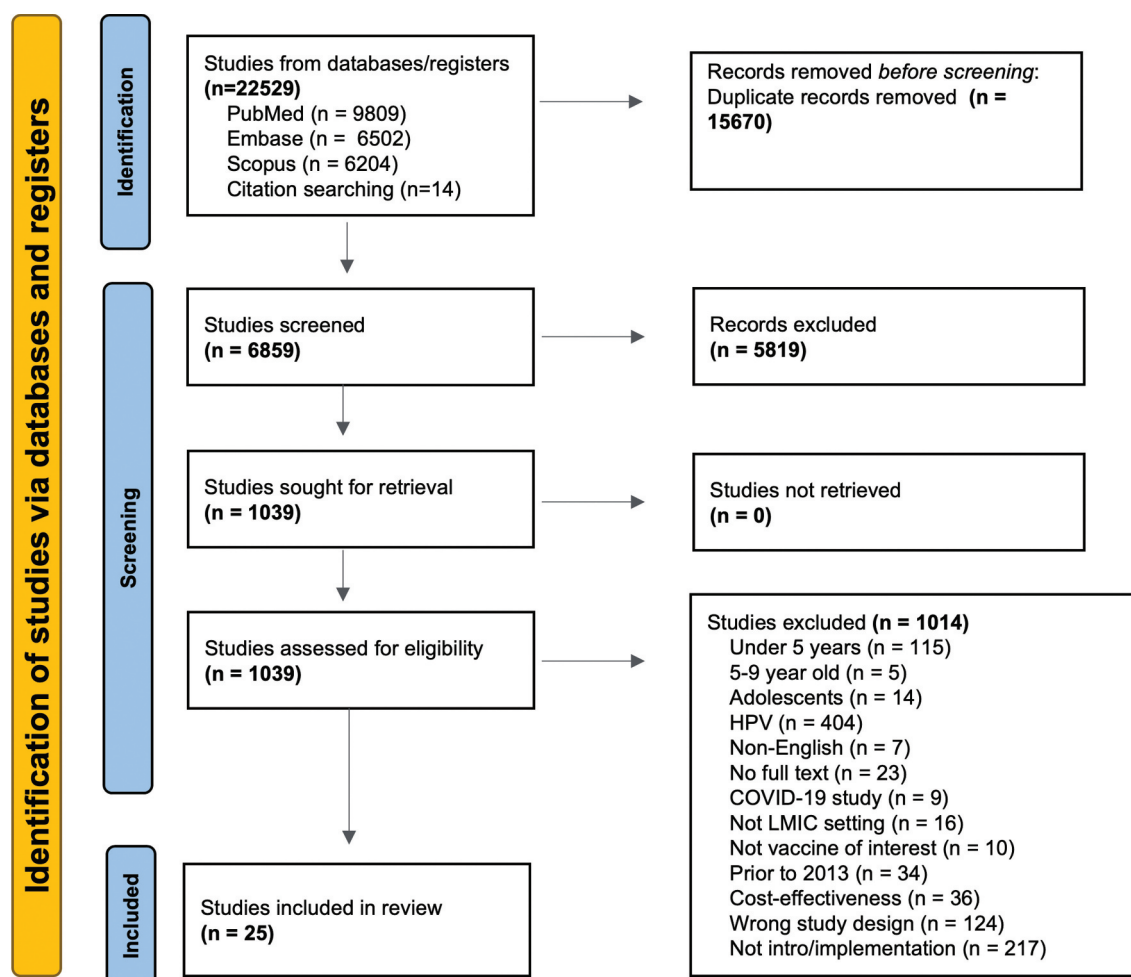 Identification of studies via databases and registers
Identification
Studies from databases/registers
(n=22529)
PubMed (n = 9809)
Embase (n =  6502)
Scopus (n = 6204)
Citation searching (n=14)
Records removed before screening:
Duplicate records removed  (n =
15670)
Screening
Studies screened
(n = 6859)
Records excluded
(n = 5819)
Studies sought for retrieval
(n = 1039)
Studies not retrieved
(n = 0)
Studies assessed for eligibility
(n = 1039)
Studies excluded (n = 1014)
Under 5 years (n = 115)
5-9 year old (n = 5)
Adolescents (n = 14)
HPV (n = 404)
Non-English (n = 7)
No full text (n = 23)
COVID-19 study (n = 9)
Not LMIC setting (n = 16)
Not vaccine of interest (n = 10)
Prior to 2013 (n = 34)
Cost-effectiveness (n = 36)
Wrong study design (n = 124)
Not intro/implementation (n = 217)
Included
Studies included in review
(n = 25)